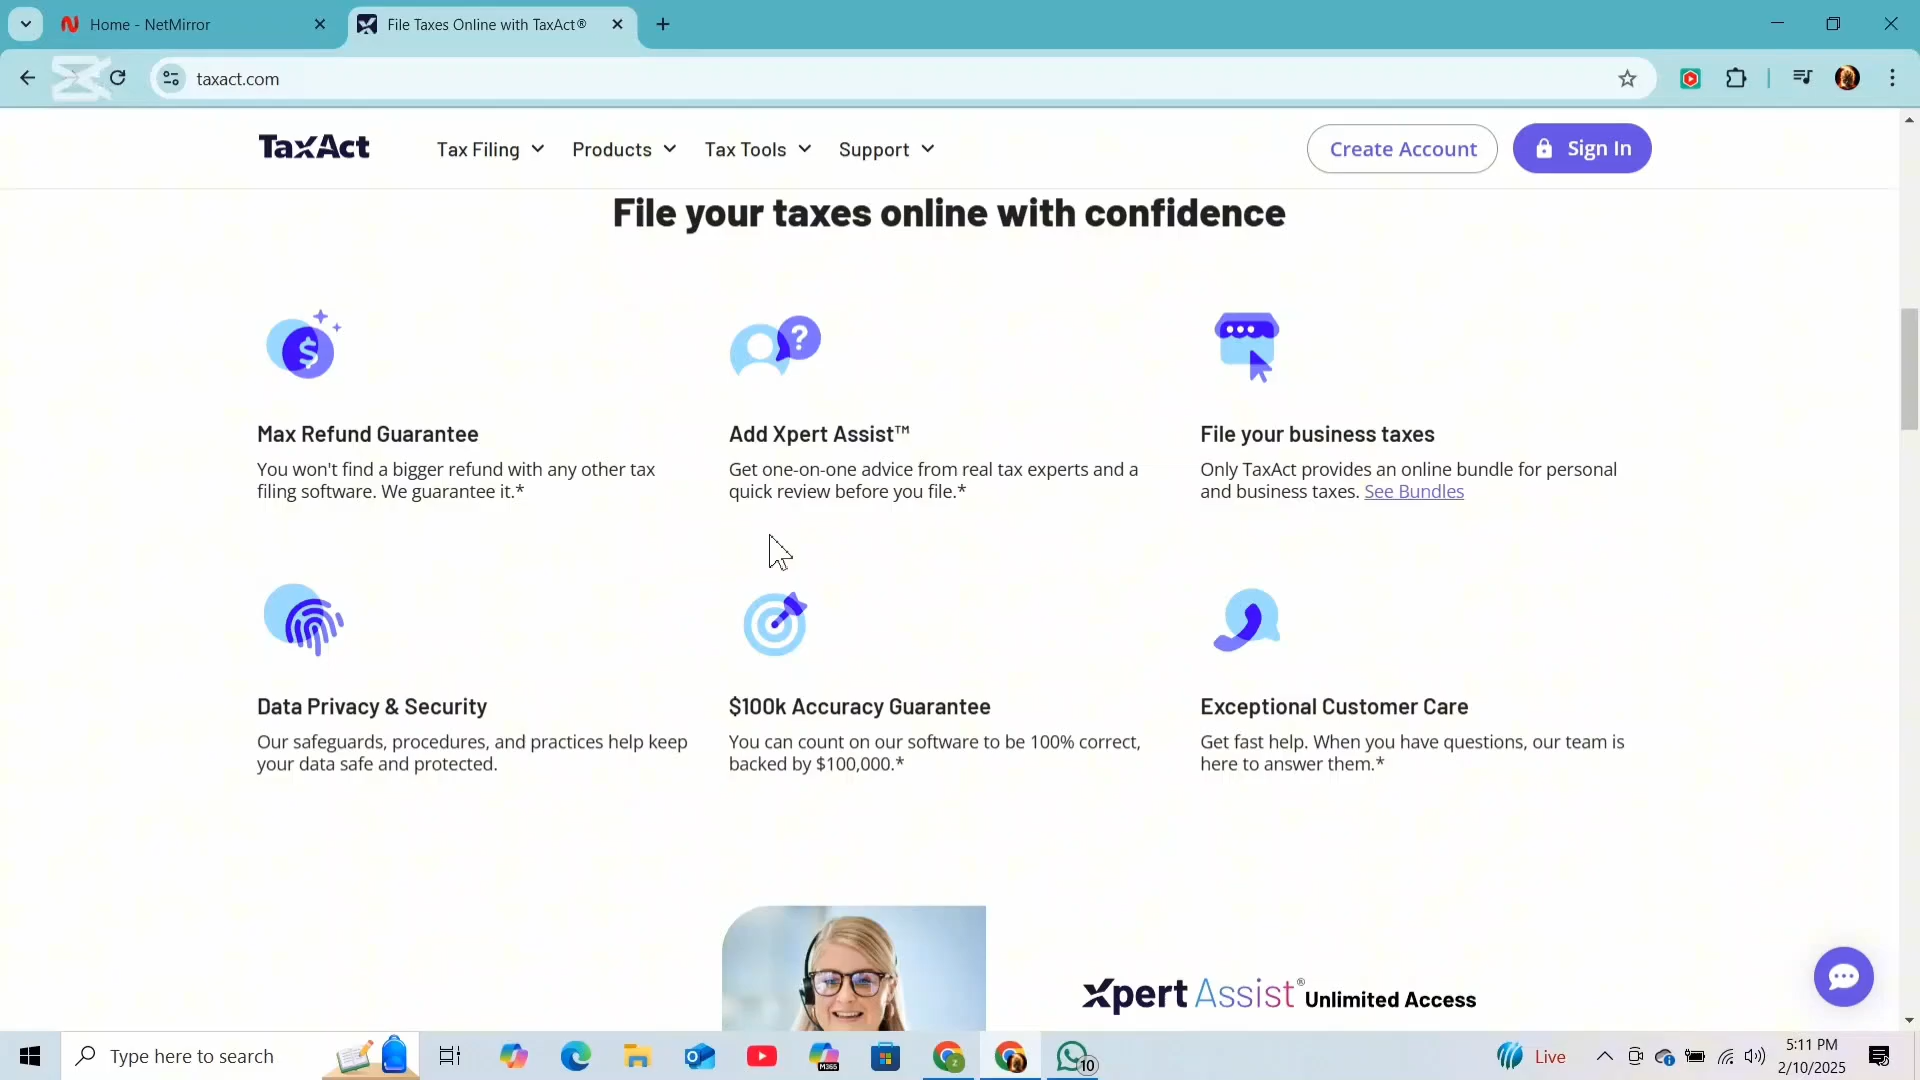 Home - NetMirror
File Taxes Online with TaxAct®
taxact.com
TaxAct
Tax Filing
Products
Tax Tools
Support
Create Account
Sign In
File your taxes online with confidence
Max Refund Guarantee
You won't find a bigger refund with any other tax
filing software. We guarantee it.*
Add Xpert Assist™
Get one-on-one advice from real tax experts and a
quick review before you file.*
File your business taxes
Only TaxAct provides an online bundle for personal
and business taxes. See Bundles
Data Privacy & Security
Our safeguards, procedures, and practices help keep
your data safe and protected.
$100k Accuracy Guarantee
You can count on our software to be 100% correct,
backed by $100,000.*
Exceptional Customer Care
Get fast help. When you have questions, our team is
here to answer them.*
Xpert Assist® Unlimited Access
Type here to search
M365
10
Live
5:11 PM
2/10/2025